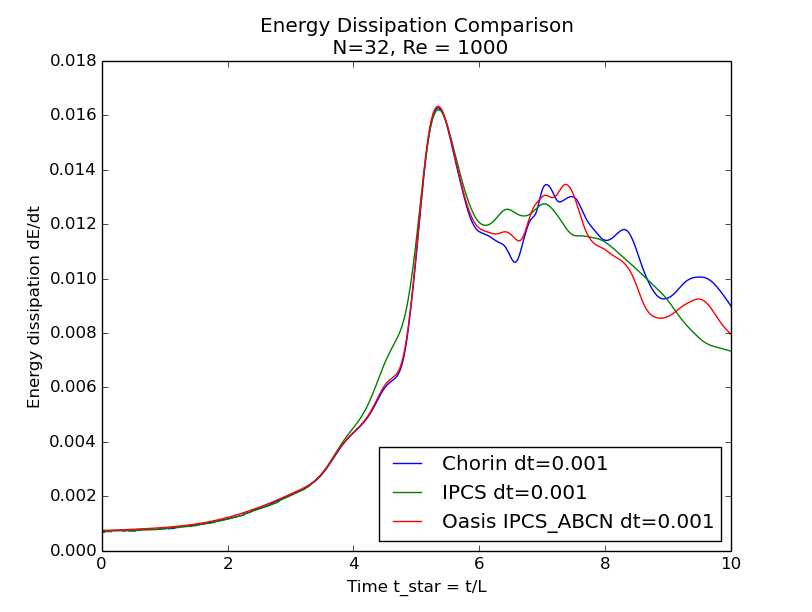 Energy Dissipation Comparison
N=32, Re = 1000
0.018
0.016
0.014
0.012
0.010
0.008
0.006
0.004
0.002
0.000
Energy dissipation dE/dt
Chorin dt=0.001
IPCS dt=0.001
Oasis IPCS_ABCN dt=0.001
0 2 4 6 8 10
Time t_star = t/L